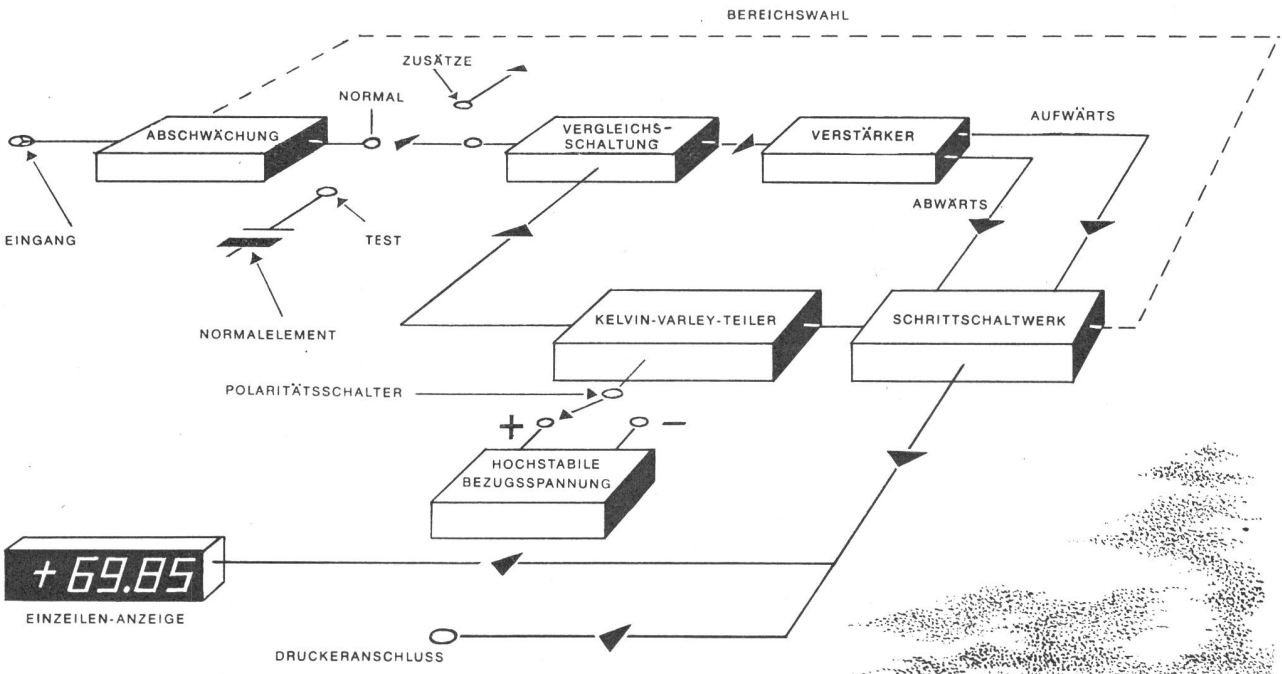 BEREICHSWAHL
ZUSÄTZE
NORMAL
ABSCHWÄCHUNG
VERGLEICHS-
SCHALTUNG
VERSTÄRKER
AUFWÄRTS
ABWÄRTS
EINGANG
TEST
NORMALELEMENT
KELVIN-VARLEY-TEILER
SCHRITTSCHALTWERK
POLARITÄTSSCHALTER
+ −
HOCHSTABILE
BEZUGSSPANNUNG
+ 69.85
EINZEILEN-ANZEIGE
DRUCKERANSCHLUSS